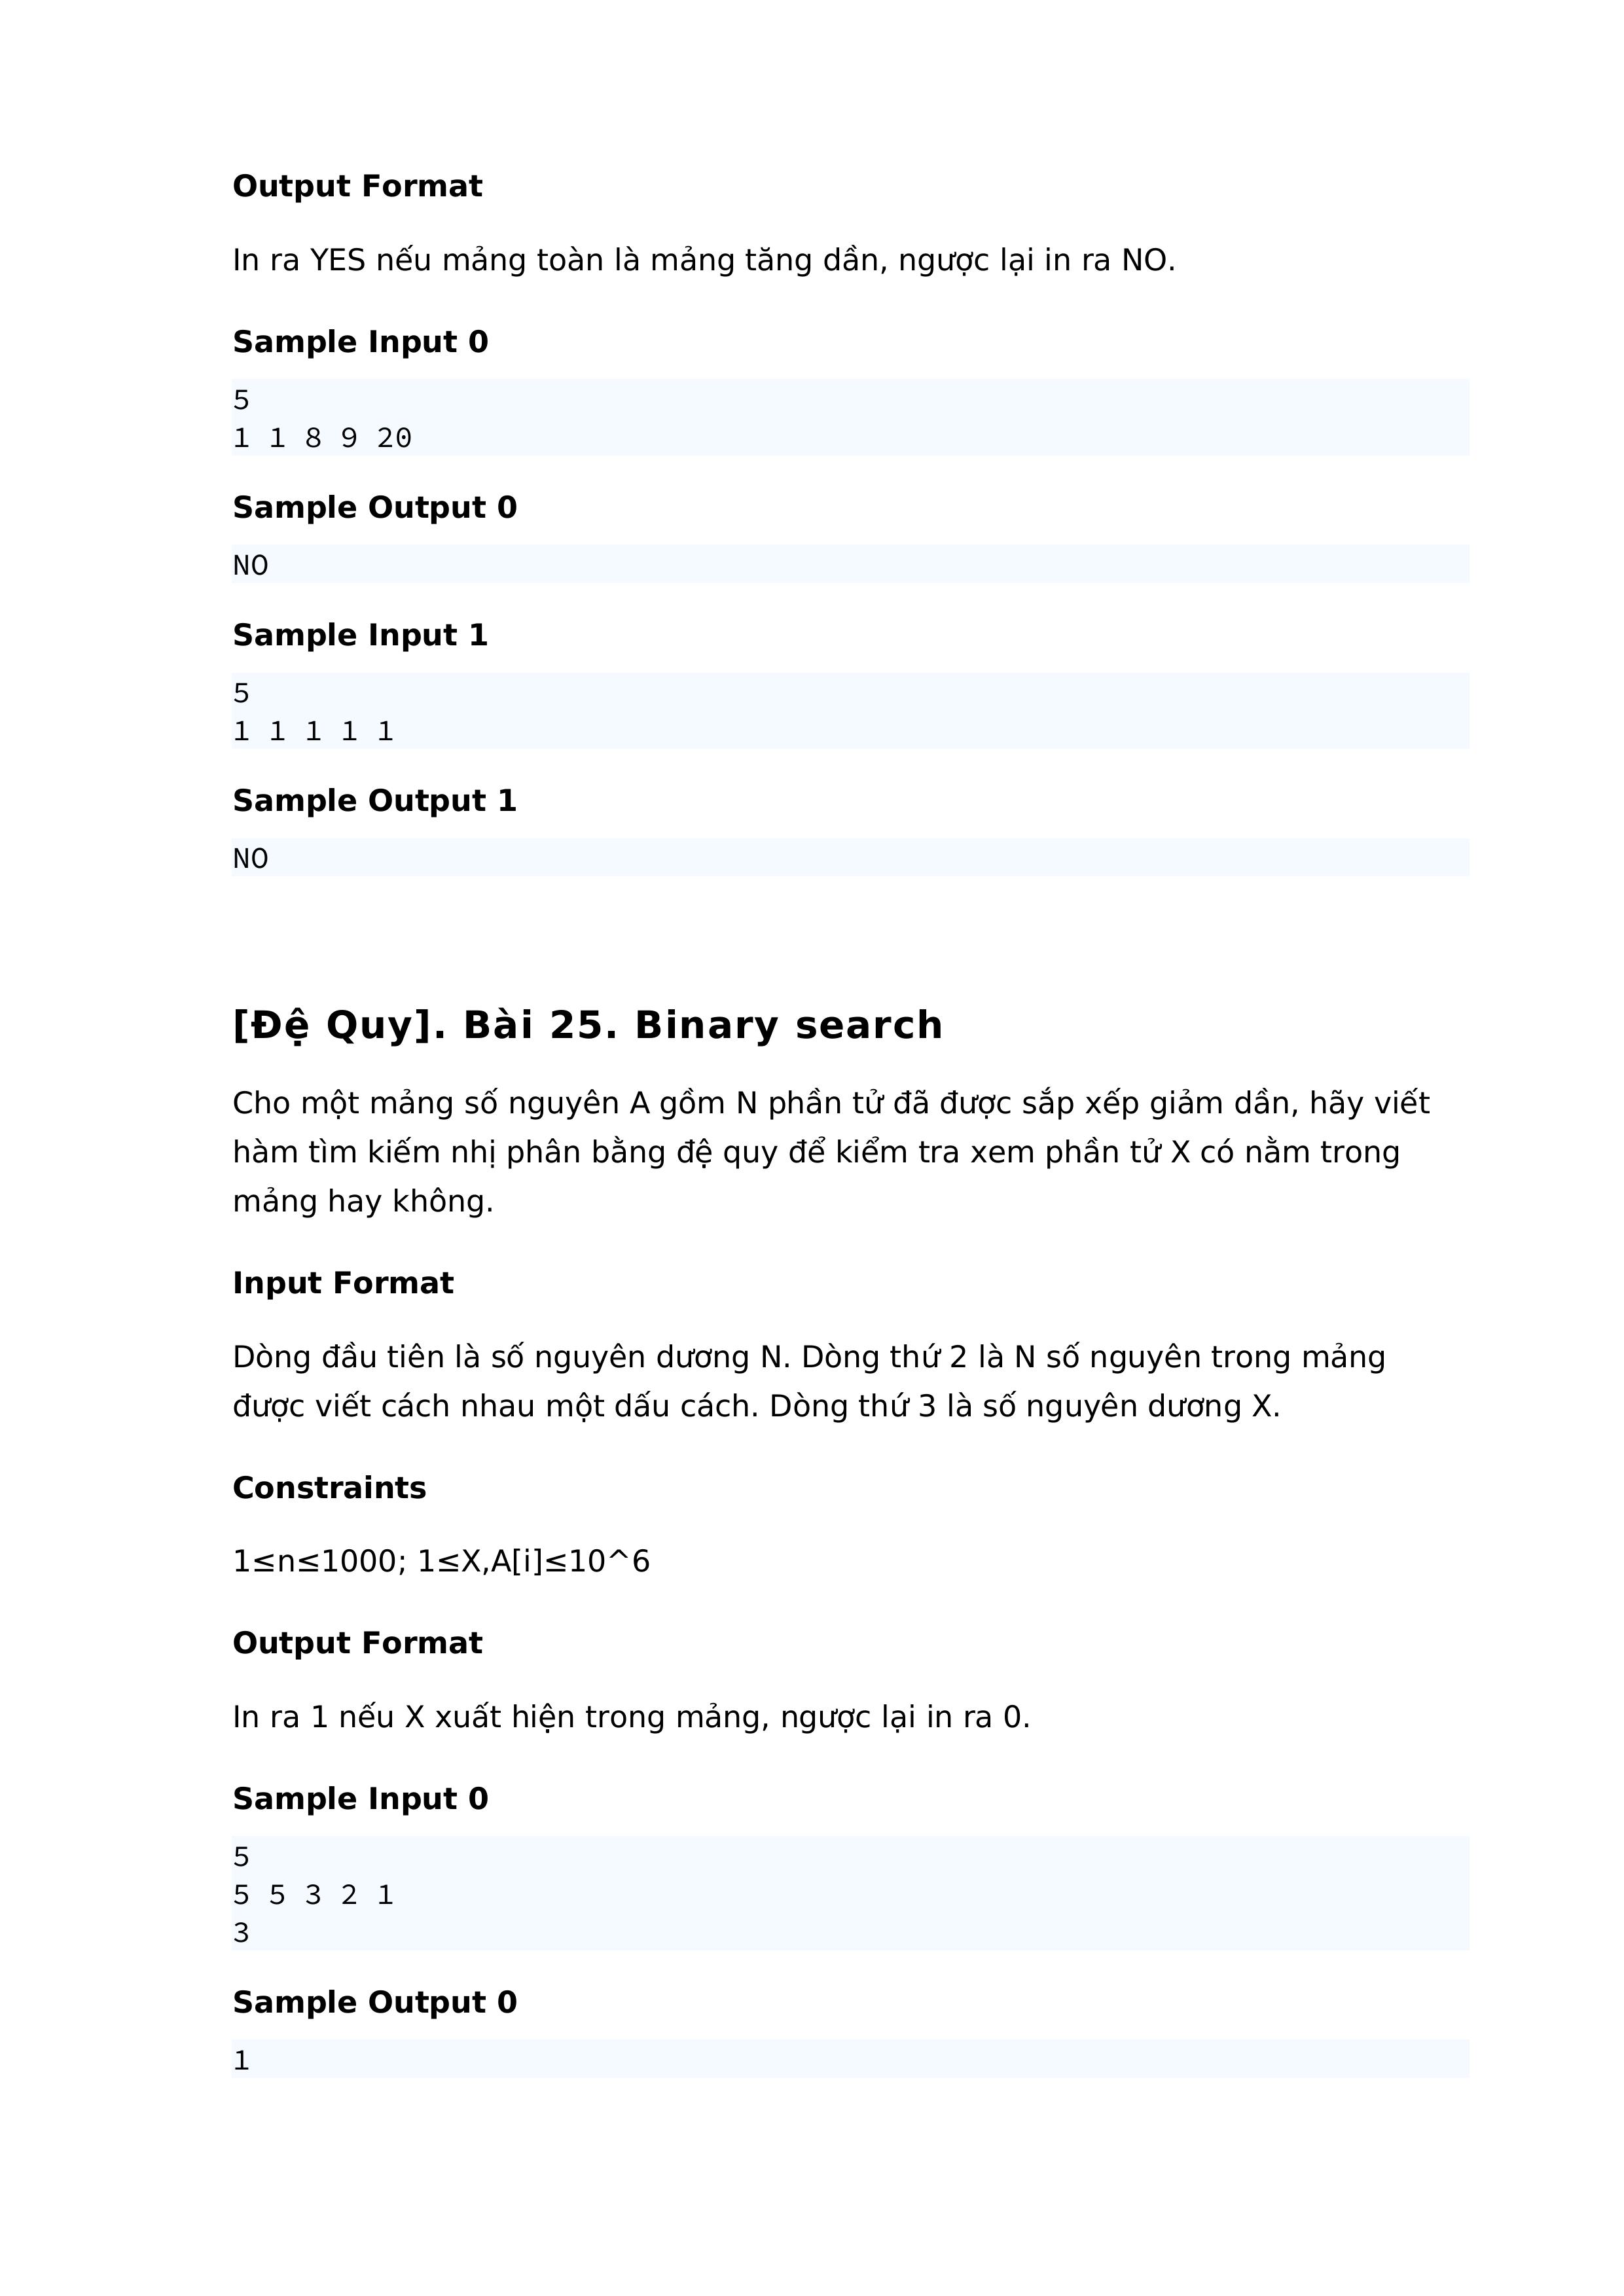 Output Format
In ra YES nếu mảng toàn là mảng tăng dần, ngược lại in ra NO.
Sample Input 0
5
1 1 8 9 20
Sample Output 0
NO
Sample Input 1
5
1 1 1 1 1
Sample Output 1
NO
[Đệ Quy]. Bài 25. Binary search
Cho một mảng số nguyên A gồm N phần tử đã được sắp xếp giảm dần, hãy viết
hàm tìm kiếm nhị phân bằng đệ quy để kiểm tra xem phần tử X có nằm trong
mảng hay không.
Input Format
Dòng đầu tiên là số nguyên dương N. Dòng thứ 2 là N số nguyên trong mảng
được viết cách nhau một dấu cách. Dòng thứ 3 là số nguyên dương X.
Constraints
1≤n≤1000; 1≤X,A[i]≤10^6
Output Format
In ra 1 nếu X xuất hiện trong mảng, ngược lại in ra 0.
Sample Input 0
5
5 5 3 2 1
3
Sample Output 0
1